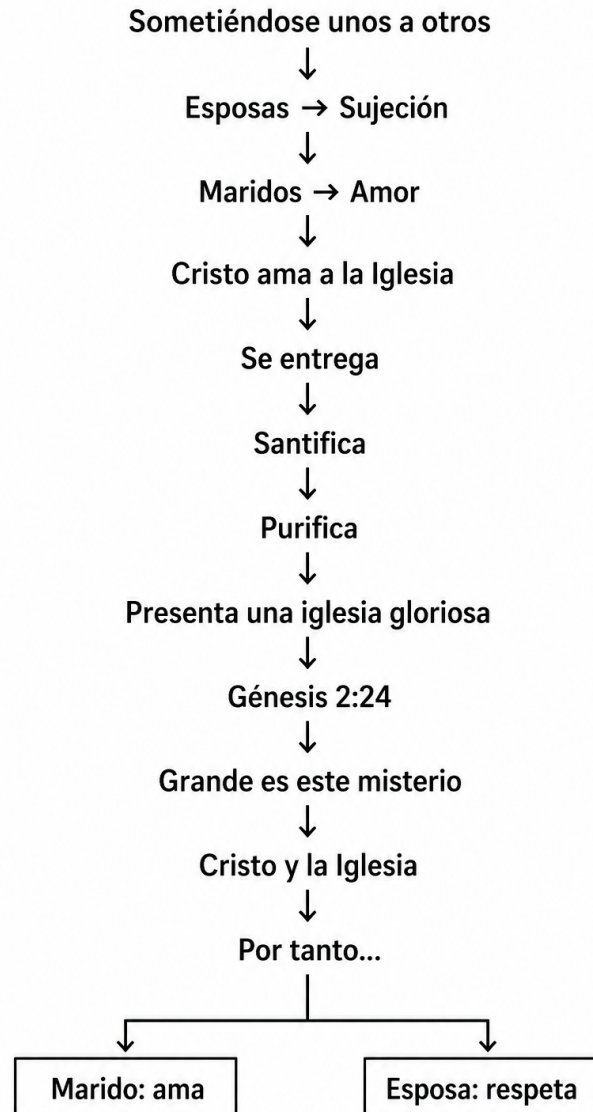 Sometiéndose unos a otros
Esposas → Sujeción
Maridos → Amor
Cristo ama a la Iglesia
Se entrega
Santifica
Purifica
Presenta una iglesia gloriosa
Génesis 2:24
Grande es este misterio
Cristo y la Iglesia
Por tanto...
Marido: ama
Esposa: respeta